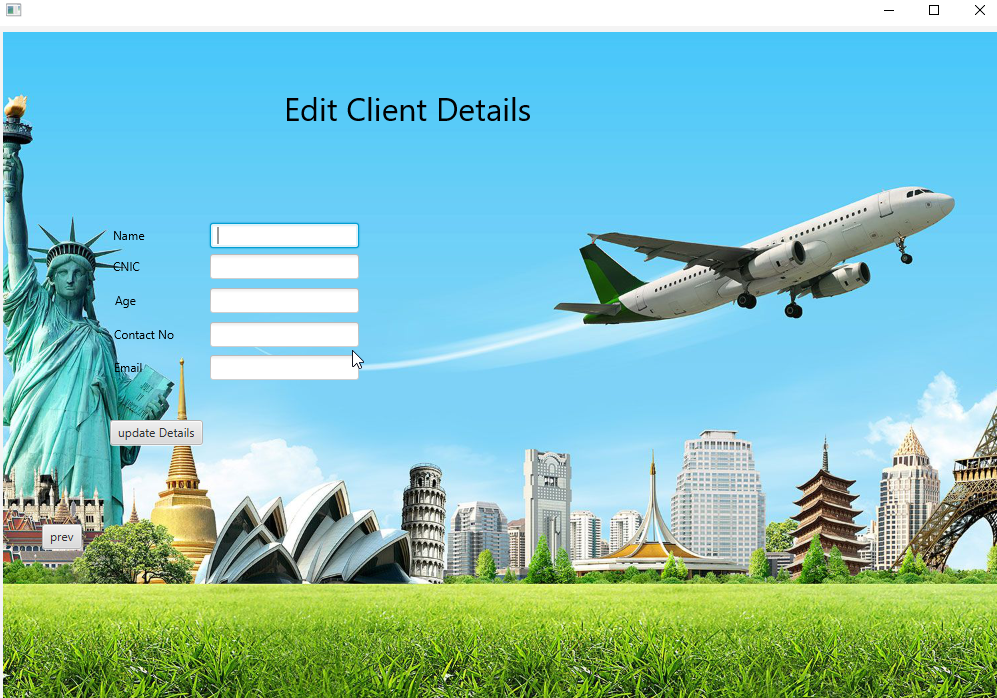 Edit Client Details
Name
CNIC
Age
Contact No
Email
update Details
prev